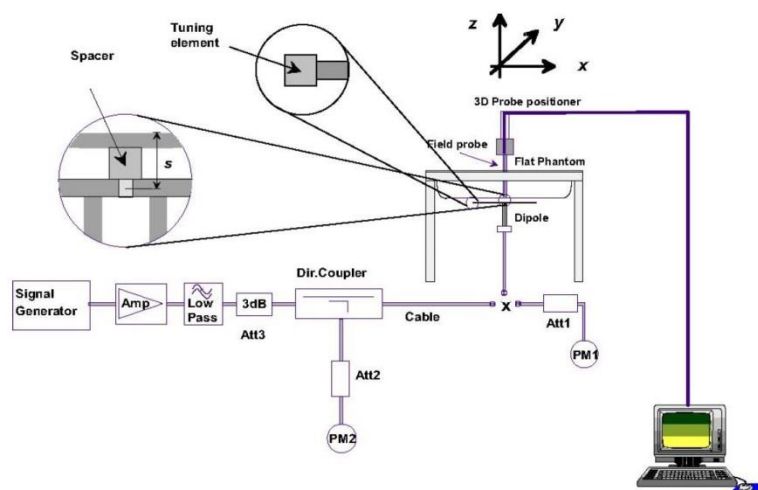 Tuning
element
Spacer
s
z
y
x
3D Probe positioner
Field probe
Flat Phantom
Dipole
Signal
Generator
Amp
Low
Pass
3dB
Att3
Dir.Coupler
Cable
x
Att1
PM1
Att2
PM2